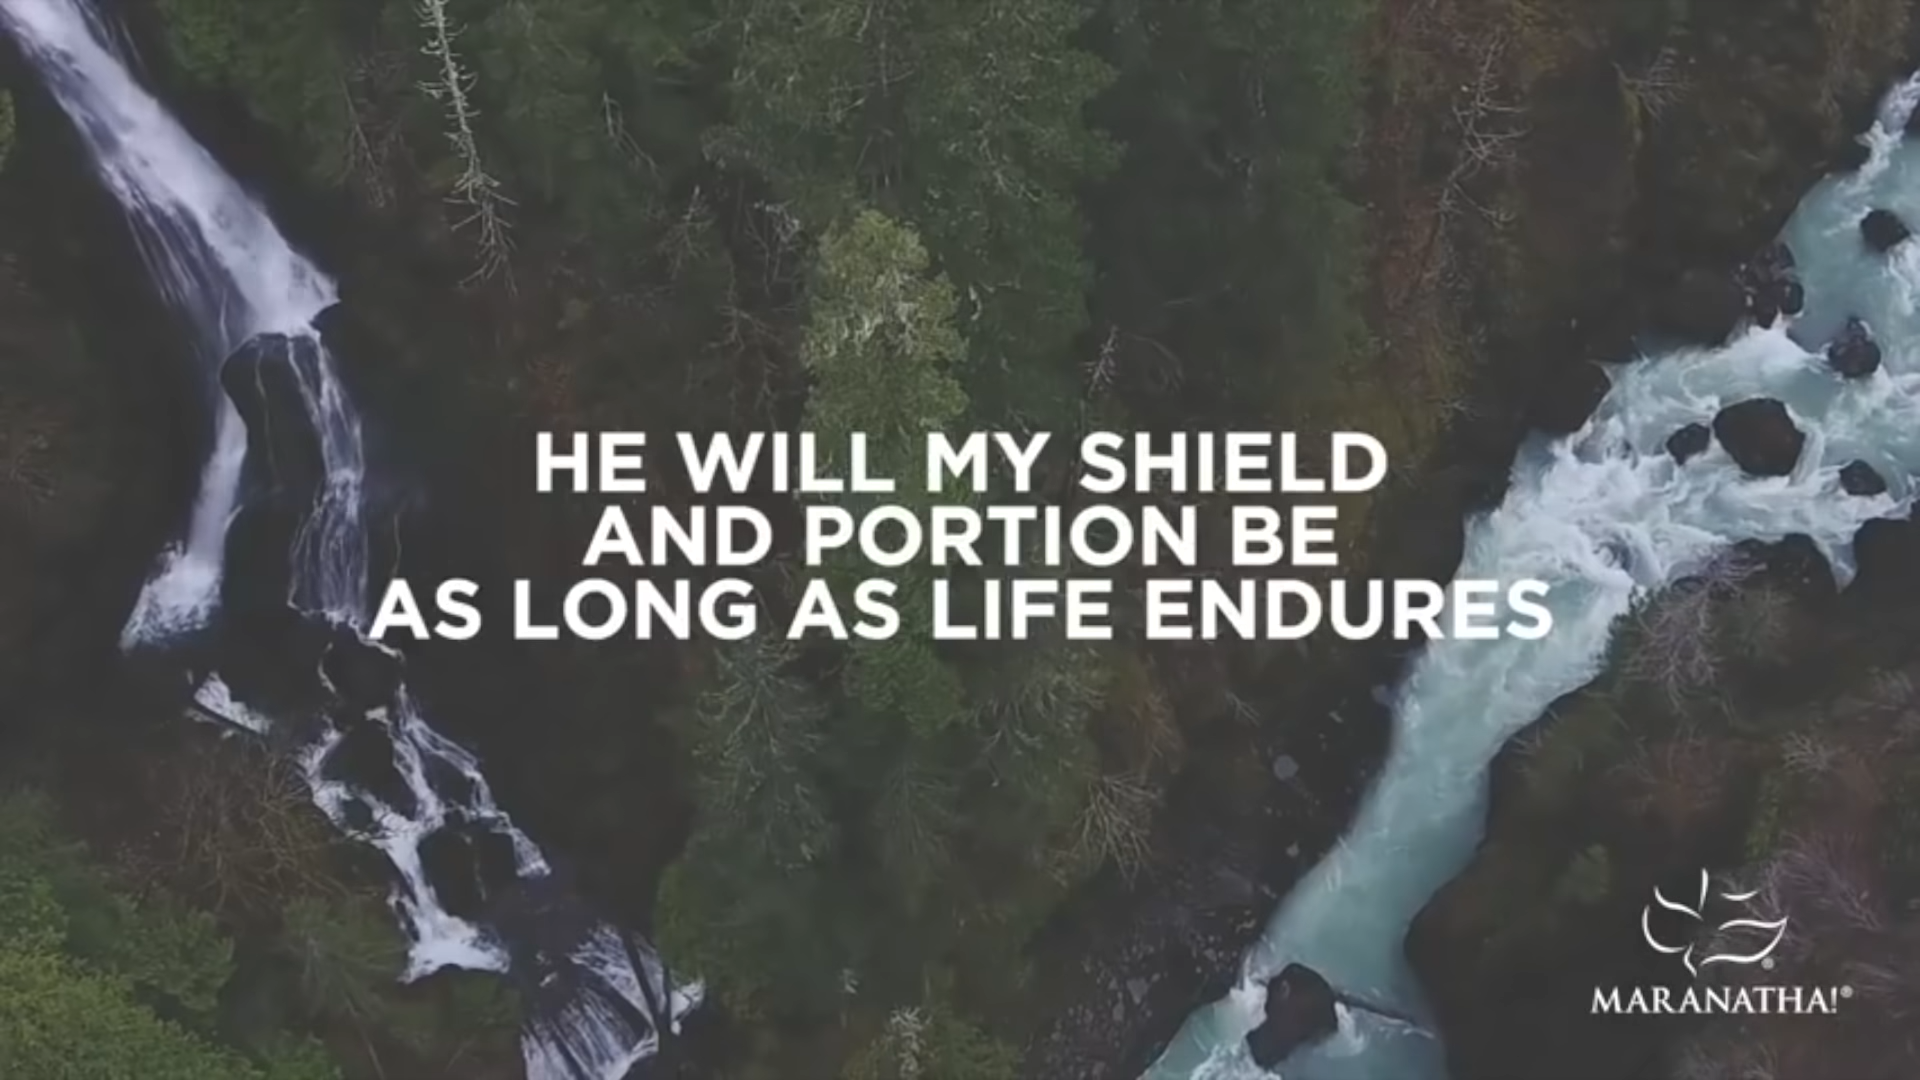 HE WILL MY SHIELD
AND PORTION BE
AS LONG AS LIFE ENDURES
MARANATHA!®